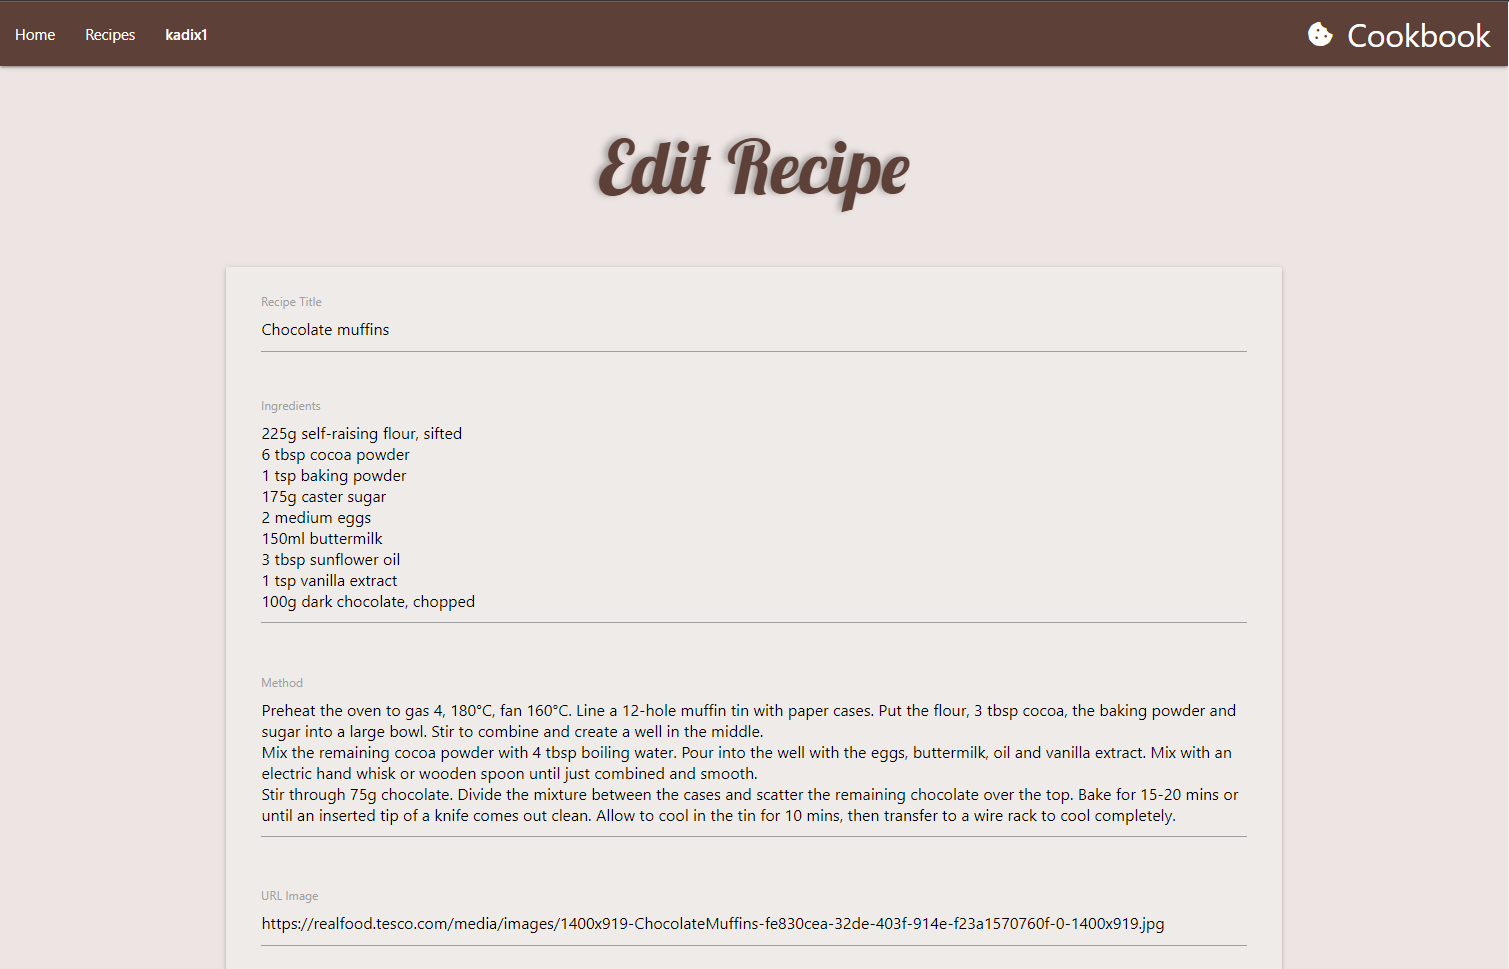 Home Recipes kadix1 Cookbook
Edit Recipe
Recipe Title
Chocolate muffins
Ingredients
225g self-raising flour, sifted
6 tbsp cocoa powder
1 tsp baking powder
175g caster sugar
2 medium eggs
150ml buttermilk
3 tbsp sunflower oil
1 tsp vanilla extract
100g dark chocolate, chopped
Method
Preheat the oven to gas 4, 180°C, fan 160°C. Line a 12-hole muffin tin with paper cases. Put the flour, 3 tbsp cocoa, the baking powder and
sugar into a large bowl. Stir to combine and create a well in the middle.
Mix the remaining cocoa powder with 4 tbsp boiling water. Pour into the well with the eggs, buttermilk, oil and vanilla extract. Mix with an
electric hand whisk or wooden spoon until just combined and smooth.
Stir through 75g chocolate. Divide the mixture between the cases and scatter the remaining chocolate over the top. Bake for 15-20 mins or
until an inserted tip of a knife comes out clean. Allow to cool in the tin for 10 mins, then transfer to a wire rack to cool completely.
URL Image
https://realfood.tesco.com/media/images/1400x919-ChocolateMuffins-fe830cea-32de-403f-914e-f23a1570760f-0-1400x919.jpg